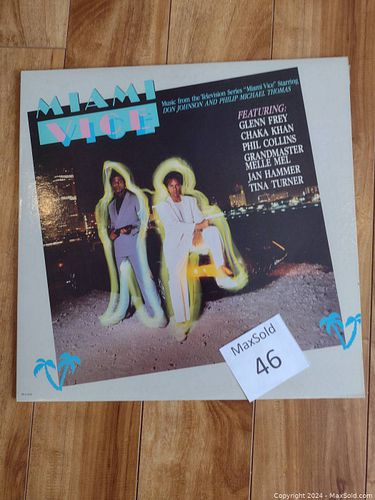 MIAMI
VICE
Music from the Television Series "Miami Vice" Starring
DON JOHNSON AND PHILIP MICHAEL THOMAS
FEATURING:
GLENN FREY
CHAKA KHAN
PHIL COLLINS
GRANDMASTER
MELLE MEL
JAN HAMMER
TINA TURNER
MaxSold
46
Copyright 2024 - MaxSold.com